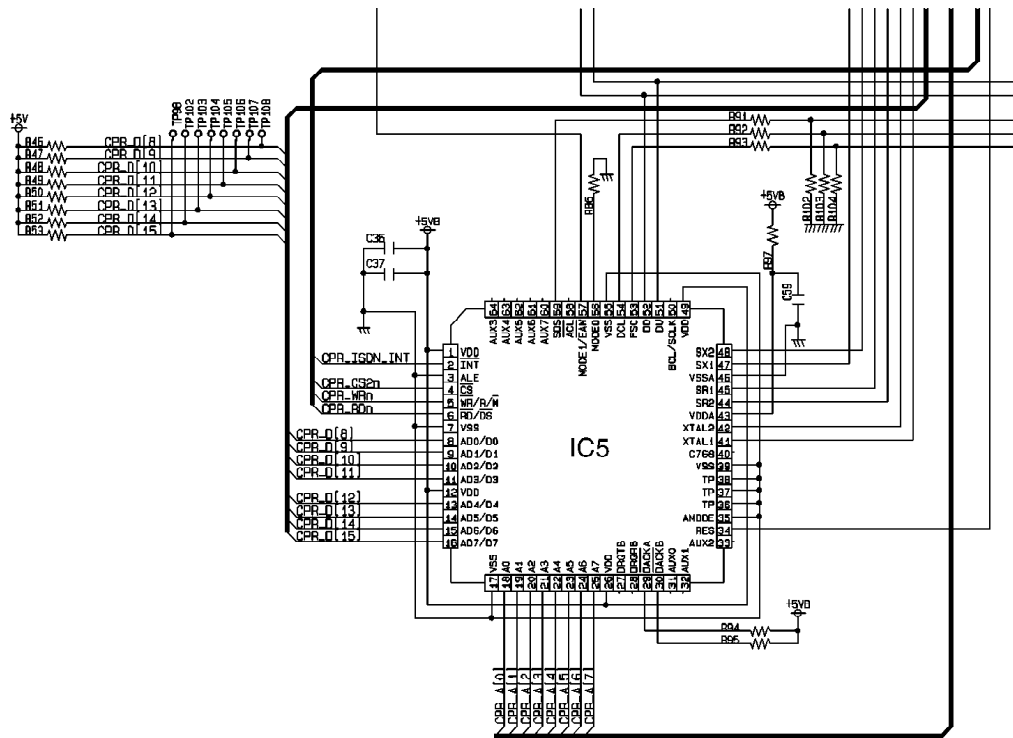 +5V
TP98
TP102
TP103
TP104
TP105
TP106
TP107
TP108
R46 CPR_D[8]
R47 CPR_D[9]
R48 CPR_D[10]
R49 CPR_D[11]
R50 CPR_D[12]
R51 CPR_D[13]
R52 CPR_D[14]
R53 CPR_D[15]
R91
R92
R93
R86
R102
R103
R104
+5VB
R97
C59
+5VB
C36
C37
64 63 62 61 60 59 58 57 56 55 54 53 52 51 50 49
AUX3
AUX4
AUX5
AUX6
AUX7
SDS
ACL
MODE1/EAW
MODE0
VSS
DCL
FSC
DD
DU
BCL/SCLK
VDD
CPR_ISDN_INT
CPR_CS2n
CPR_WRn
CPR_RDn
CPR_D[8]
CPR_D[9]
CPR_D[10]
CPR_D[11]
CPR_D[12]
CPR_D[13]
CPR_D[14]
CPR_D[15]
1 VDD
2 INT
3 ALE
4 CS
5 WR/R/W
6 RD/DS
7 VSS
8 AD0/D0
9 AD1/D1
10 AD2/D2
11 AD3/D3
12 VDD
13 AD4/D4
14 AD5/D5
15 AD6/D6
16 AD7/D7
IC5
SX2 48
SX1 47
VSSA 46
SR1 45
SR2 44
VDDA 43
XTAL2 42
XTAL1 41
C768 40
VSS 39
TP 38
TP 37
TP 36
AMODE 35
RES 34
AUX2 33
VSS
A0
A1
A2
A3
A4
A5
A6
A7
VDD
DRQTB
DRQRB
DACKA
DACKB
AUX0
AUX1
17 18 19 20 21 22 23 24 25 26 27 28 29 30 31 32
+5VD
R94
R95
CPR_A[0]
CPR_A[1]
CPR_A[2]
CPR_A[3]
CPR_A[4]
CPR_A[5]
CPR_A[6]
CPR_A[7]